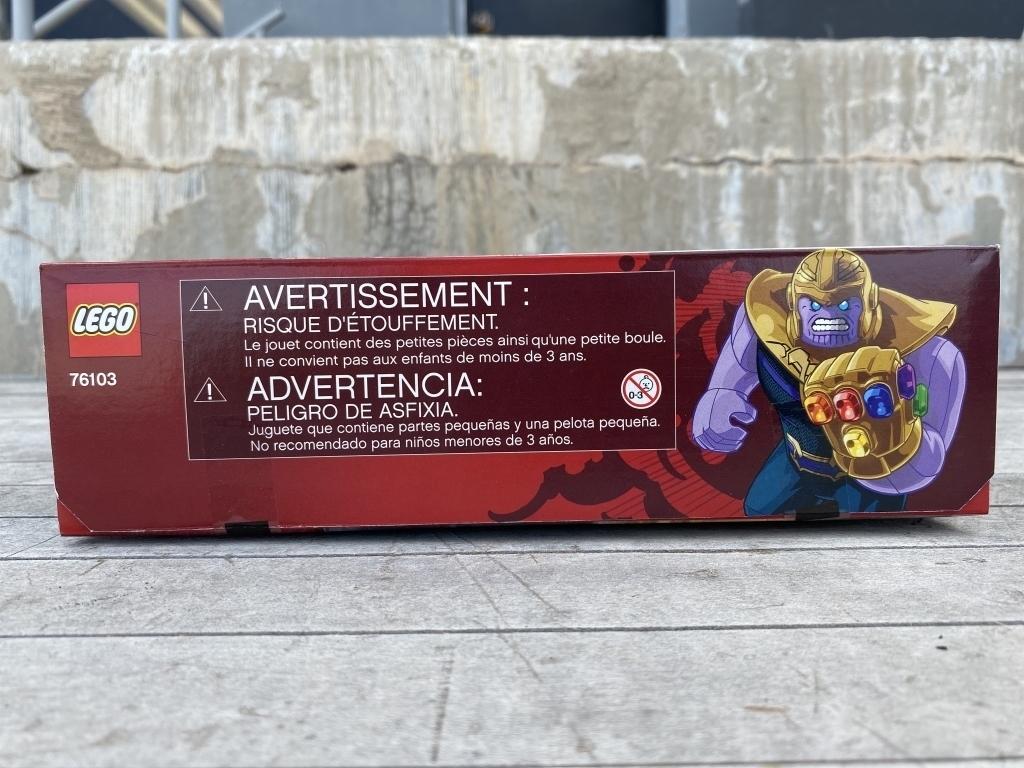 LEGO
76103
AVERTISSEMENT :
RISQUE D'ÉTOUFFEMENT.
Le jouet contient des petites pièces ainsi qu'une petite boule.
Il ne convient pas aux enfants de moins de 3 ans.
ADVERTENCIA:
PELIGRO DE ASFIXIA.
Juguete que contiene partes pequeñas y una pelota pequeña.
No recomendado para niños menores de 3 años.
0-3